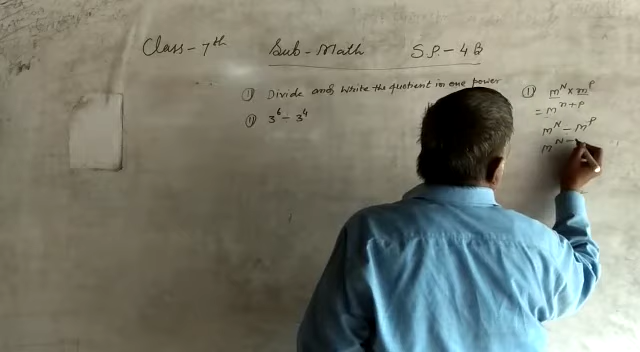 Class - 7th Sub - Math S.P. - 4B
① Divide and write the quotient in one power
① 3⁶ - 3⁴
① mᴺ × mᴾ
= mⁿ⁺ᴾ
mᴺ - mᴾ
mᴺ⁻